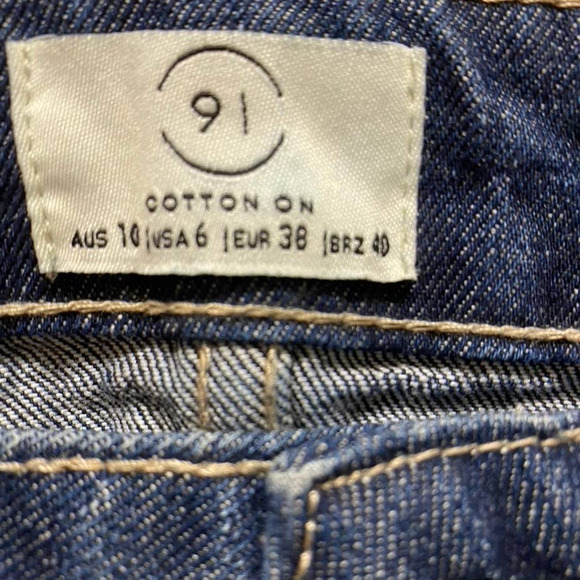 91
COTTON ON
AUS 10 | USA 6 | EUR 38 | BRZ 40